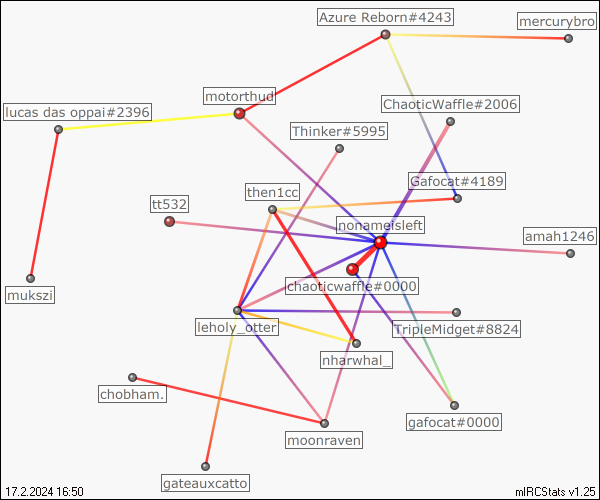 Azure Reborn#4243
mercurybro
motorthud
ChaoticWaffle#2006
lucas das oppai#2396
Thinker#5995
Gafocat#4189
then1cc
tt532
nonameisleft
amah1246
chaoticwaffle#0000
mukszi
leholy_otter
TripleMidget#8824
nharwhal_
chobham.
gafocat#0000
moonraven
gateauxcatto
17.2.2024 16:50
mIRCStats v1.25